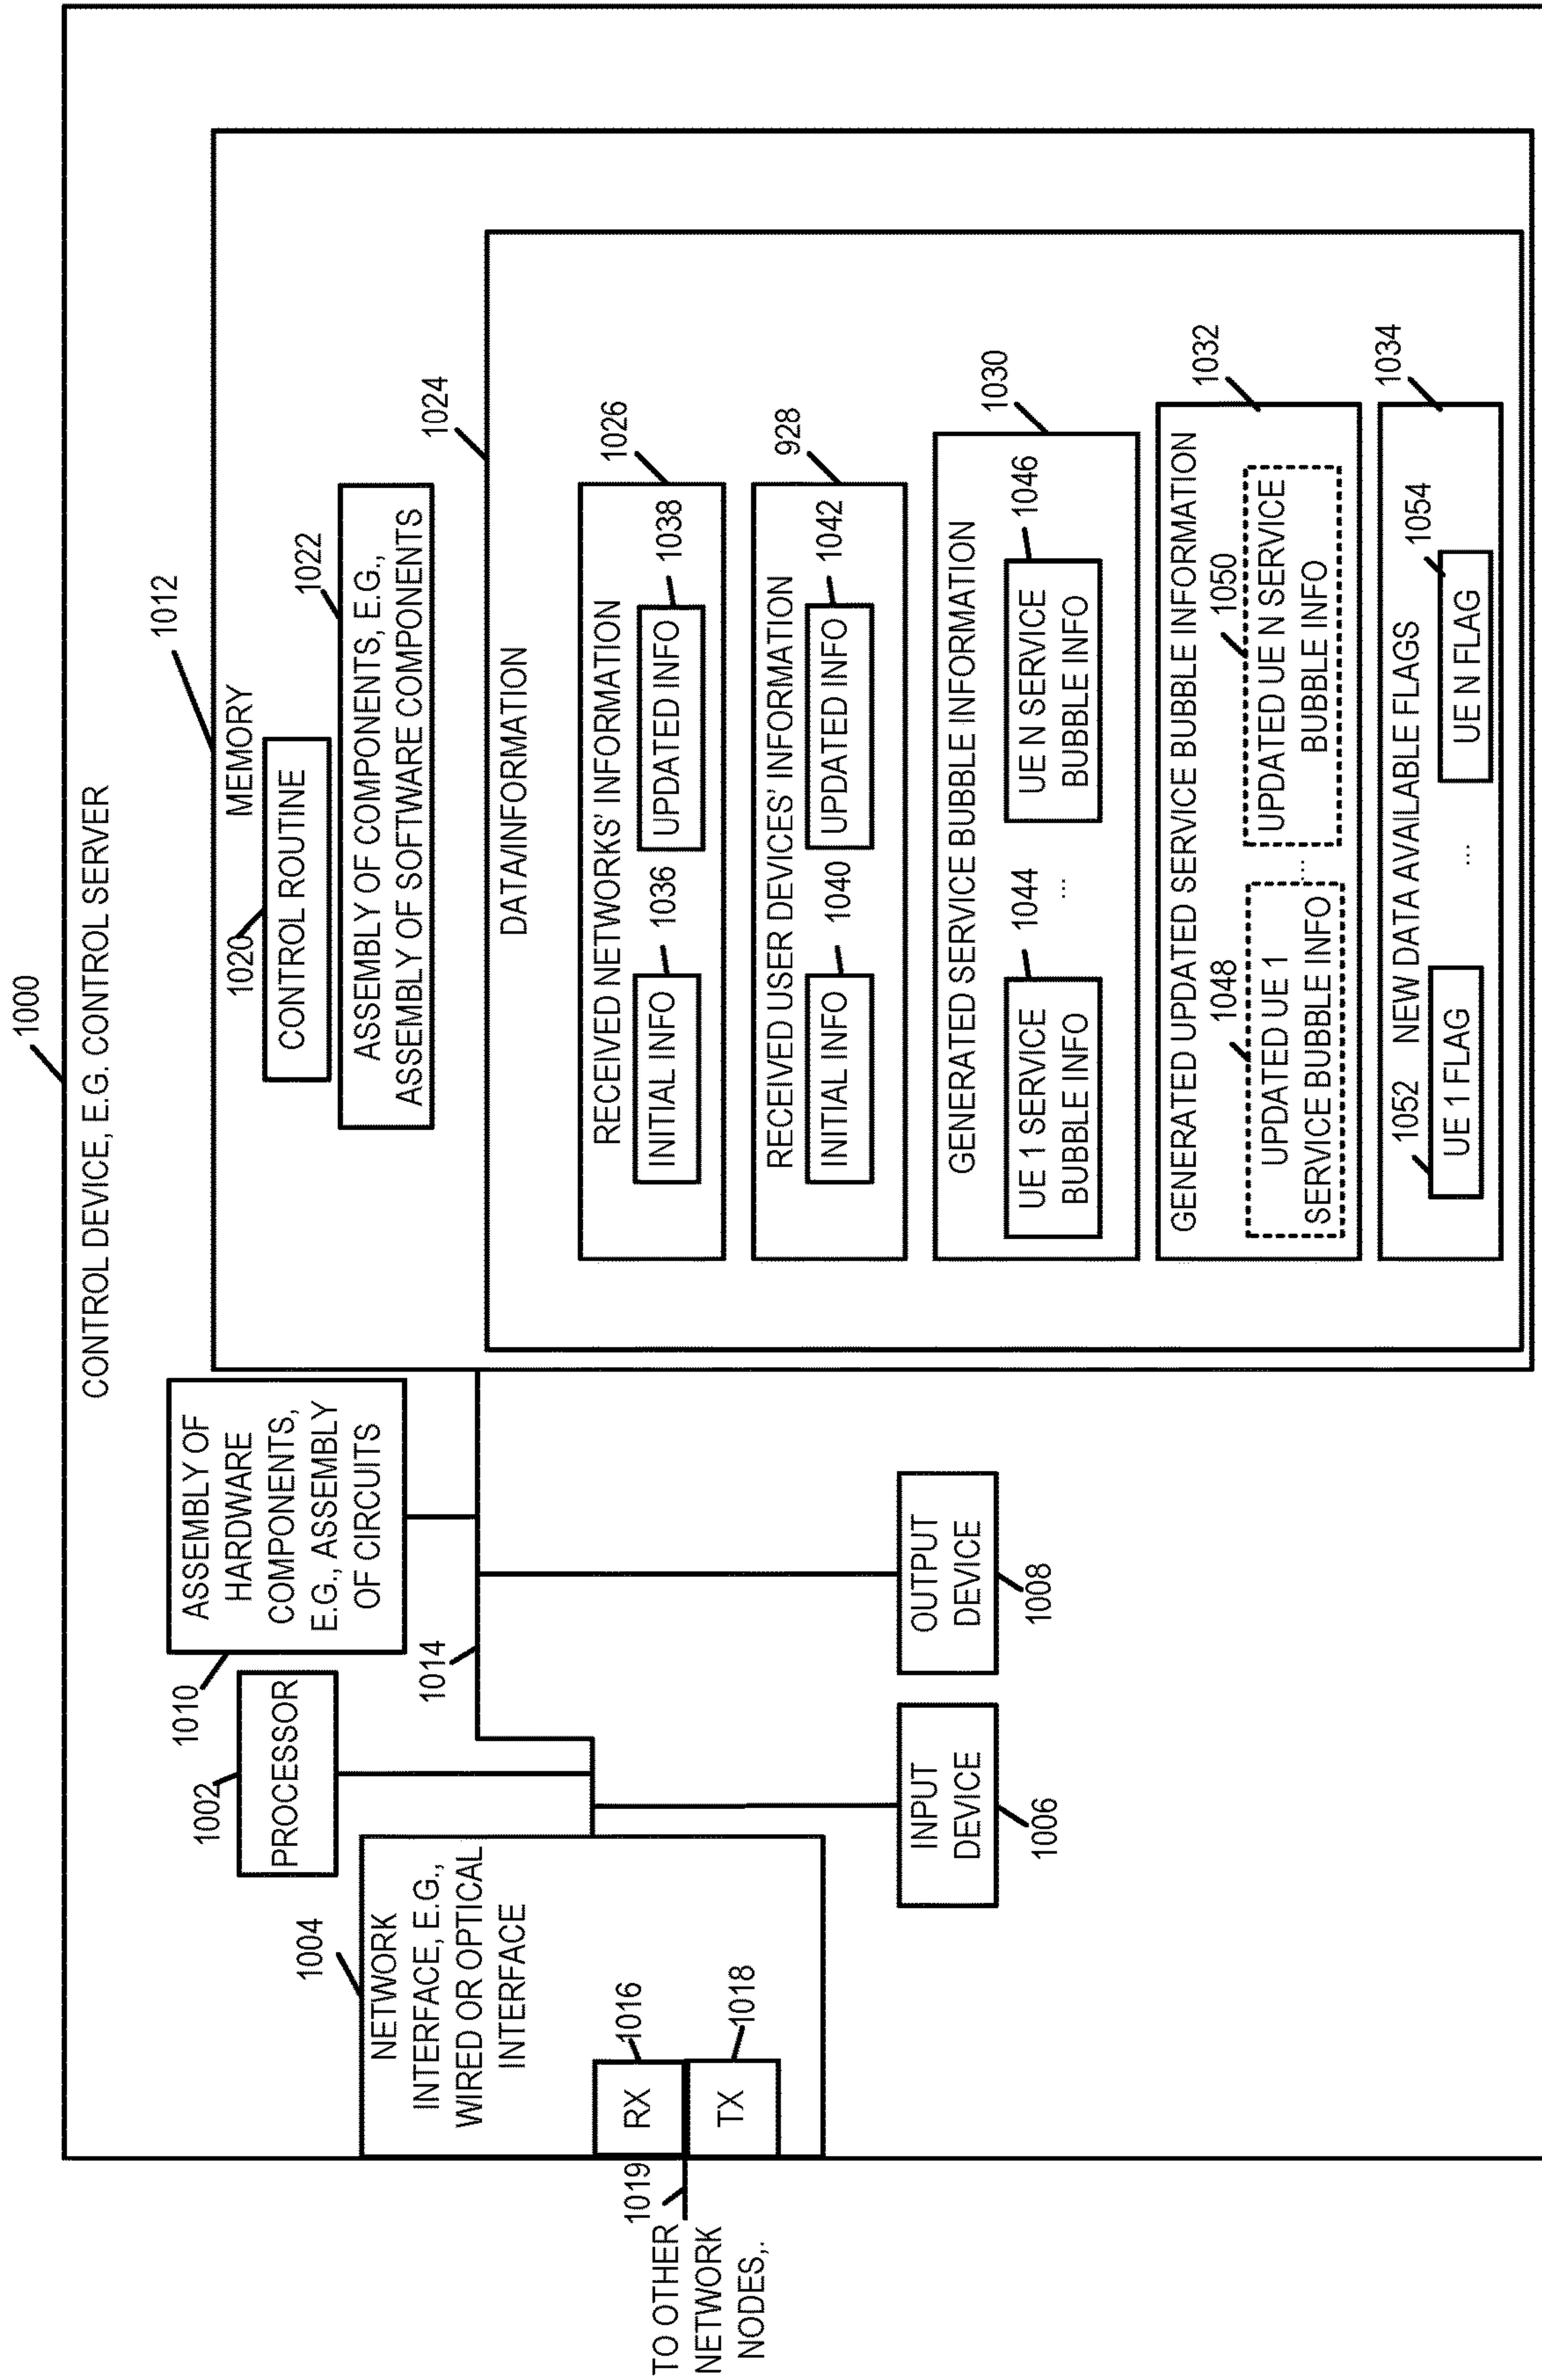 1000
CONTROL DEVICE, E.G. CONTROL SERVER
1004
NETWORK
INTERFACE, E.G.,
WIRED OR OPTICAL
INTERFACE
RX
1016
TX
1018
1019
TO OTHER
NETWORK
NODES,.
1002
PROCESSOR
1010
ASSEMBLY OF
HARDWARE
COMPONENTS,
E.G., ASSEMBLY
OF CIRCUITS
1014
INPUT
DEVICE
1006
OUTPUT
DEVICE
1008
1012
MEMORY
1020
CONTROL ROUTINE
1022
ASSEMBLY OF COMPONENTS, E.G.,
ASSEMBLY OF SOFTWARE COMPONENTS
1024
DATA/INFORMATION
1026
RECEIVED NETWORKS' INFORMATION
1036
1038
INITIAL INFO
UPDATED INFO
928
RECEIVED USER DEVICES' INFORMATION
1040
1042
INITIAL INFO
UPDATED INFO
1030
GENERATED SERVICE BUBBLE INFORMATION
1044
1046
UE 1 SERVICE
BUBBLE INFO
...
UE N SERVICE
BUBBLE INFO
1032
GENERATED UPDATED SERVICE BUBBLE INFORMATION
1048
1050
UPDATED UE 1
SERVICE BUBBLE INFO
...
UPDATED UE N SERVICE
BUBBLE INFO
1034
1052 NEW DATA AVAILABLE FLAGS
1054
UE 1 FLAG
...
UE N FLAG